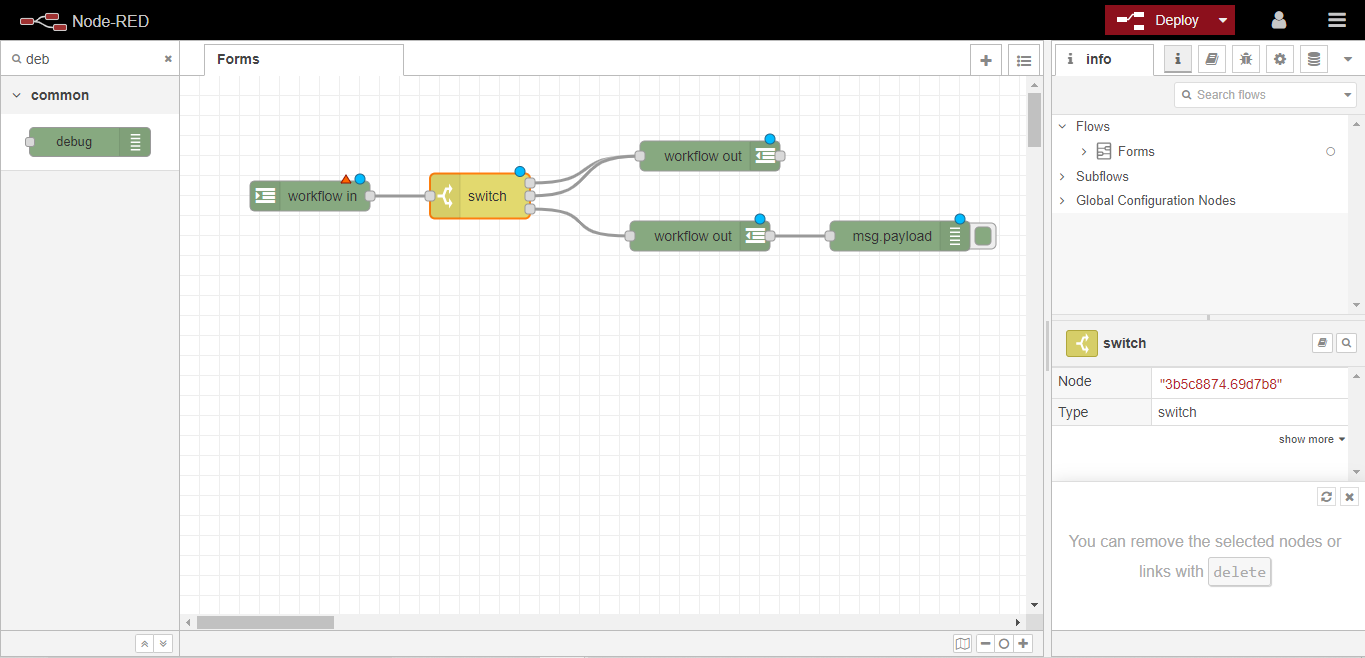 Node-RED
Deploy
deb
common
debug
Forms
workflow in
switch
workflow out
workflow out
msg.payload
i info
i
Search flows
Flows
Forms
Subflows
Global Configuration Nodes
switch
Node "3b5c8874.69d7b8"
Type switch
show more
You can remove the selected nodes or
links with delete